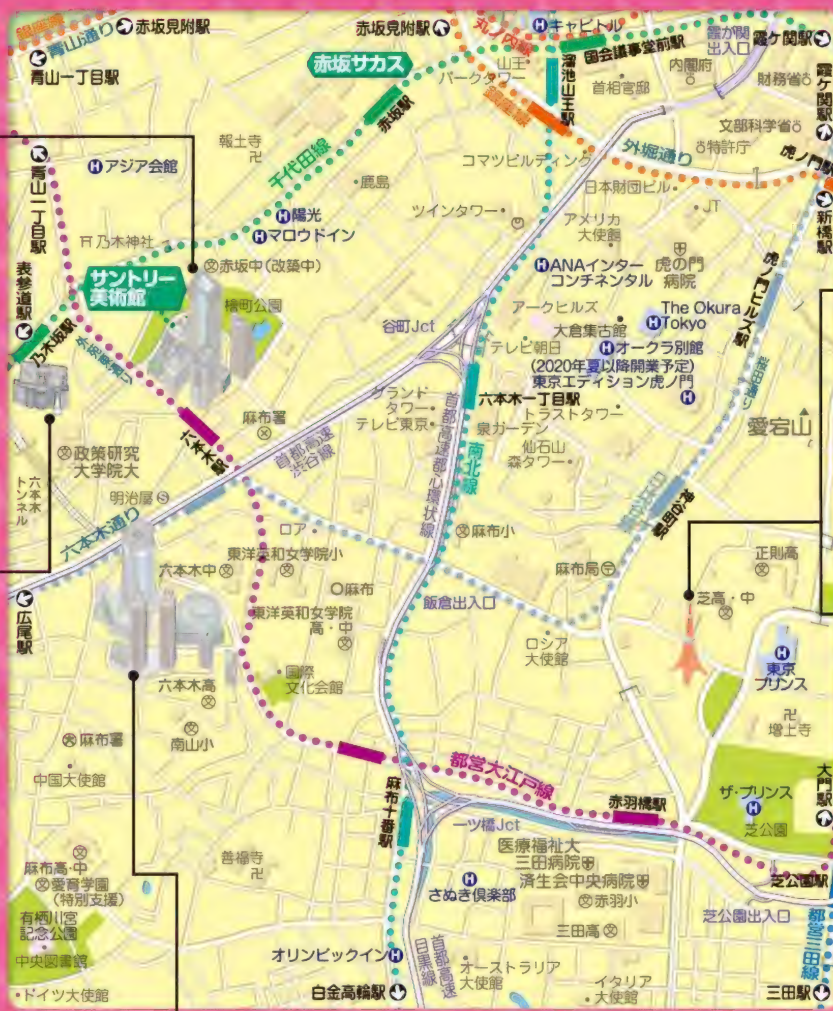 銀座線
青山通り
赤坂見附駅
青山一丁目駅
赤坂見附駅
丸ノ内線
キャピトル
国会議事堂前駅
霞が関
出入口
霞ケ関駅
赤坂サカス
山王
パークタワー
溜池山王駅
内閣府
首相官邸
財務省
霞ケ関駅
赤坂駅
銀座線
文部科学省
特許庁
報土寺
千代田線
コマツビルディング
外堀通り
虎ノ門駅
青山一丁目駅
アジア会館
鹿島
日本財団ビル
JT
新橋駅
陽光
マロウドイン
ツインタワー
アメリカ
大使館
乃木神社
赤坂中(改築中)
ANAインター
コンチネンタル
虎の門
病院
表参道駅
サントリー
美術館
檜町公園
虎ノ門ヒルズ駅
乃木坂駅
外苑東通り
谷町Jct
アークヒルズ
大倉集古館
The Okura
Tokyo
テレビ朝日
オークラ別館
(2020年夏以降開業予定)
東京エディション虎ノ門
桜田通り
六本木駅
麻布署
グランド
タワー
テレビ東京
六本木一丁目駅
トラストタワー
泉ガーデン
仙石山
森タワー
愛宕山
政策研究
大学院大
首都高速
渋谷線
首都高速都心環状線
南北線
六本木
トンネル
明治屋
日比谷線
神谷町駅
六本木通り
ロア
麻布小
六本木中
東洋英和女学院小
麻布
麻布局
正則高
芝高・中
広尾駅
東洋英和女学院
高・中
飯倉出入口
ロシア
大使館
東京
プリンス
六本木高
国際
文化会館
増上寺
麻布署
南山小
中国大使館
都営大江戸線
大門駅
麻布十番駅
赤羽橋駅
ザ・プリンス
芝公園
一ツ橋Jct
善福寺
医療福祉大
三田病院
済生会中央病院
芝公園駅
麻布高・中
愛育学園
(特別支援)
さぬき倶楽部
赤羽小
芝公園出入口
有栖川宮
記念公園
三田高
都営三田線
中央図書館
オリンピックイン
首都高速
目黒線
オーストラリア
大使館
イタリア
大使館
ドイツ大使館
白金高輪駅
三田駅